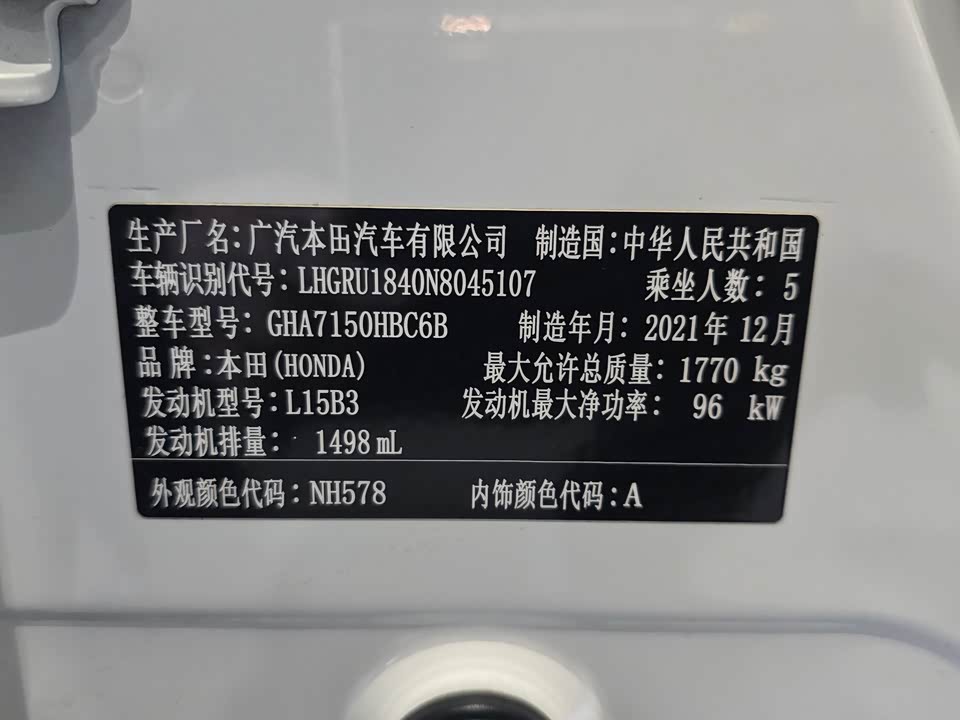 生产厂名:广汽本田汽车有限公司 制造国:中华人民共和国
车辆识别代号:LHGRU1840N8045107 乘坐人数:5
整车型号:GHA7150HBC6B 制造年月:2021年12月
品牌:本田(HONDA) 最大允许总质量:1770 kg
发动机型号:L15B3 发动机最大净功率:96 kW
发动机排量:1498 mL
外观颜色代码:NH578 内饰颜色代码:A